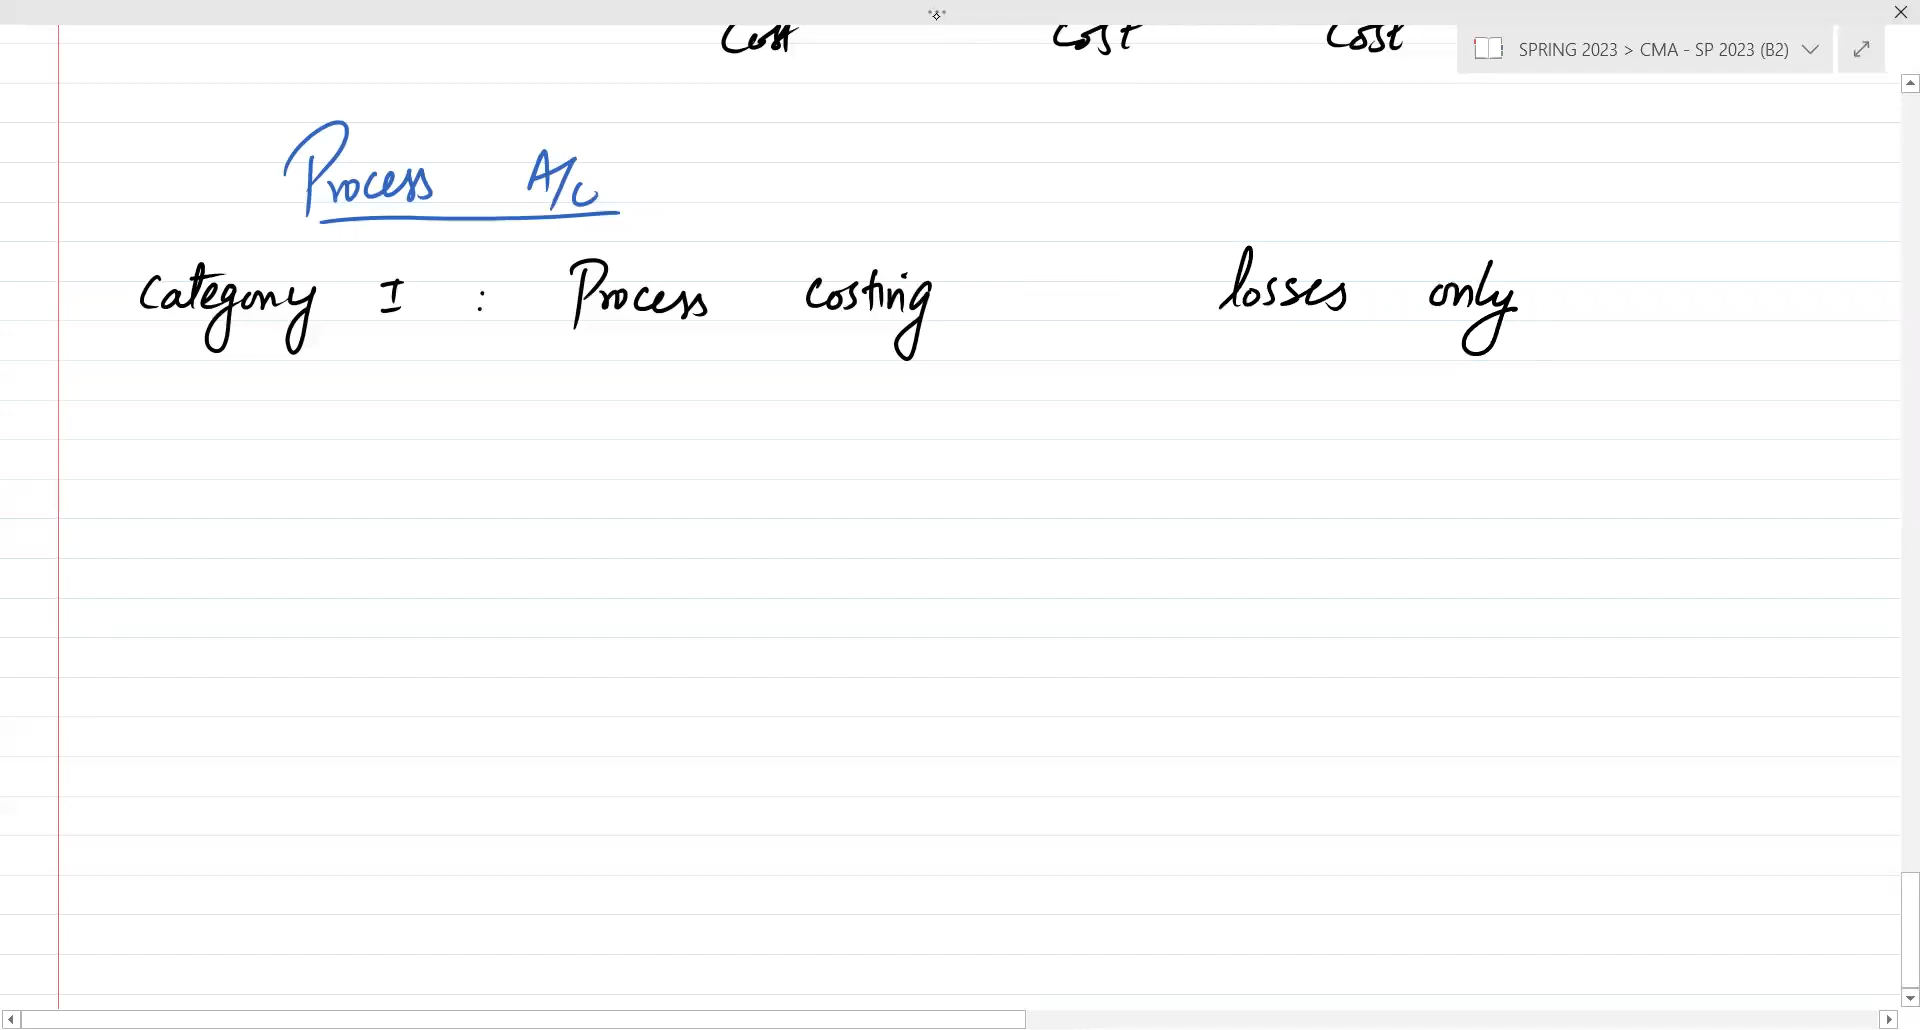 Cost Cost Cost
SPRING 2023 > CMA - SP 2023 (B2)
Process A/c
Category I : Process costing losses only